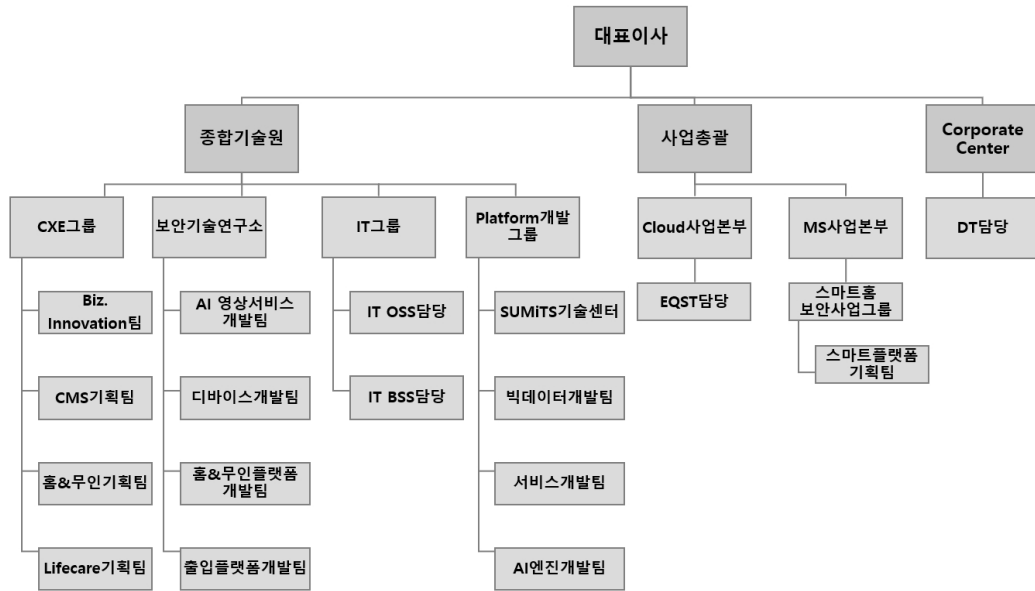 대표이사
종합기술원
사업총괄
Corporate
Center
CXE그룹
보안기술연구소
IT그룹
Platform개발
그룹
Cloud사업본부
MS사업본부
DT담당
Biz.
Innovation팀
AI 영상서비스
개발팀
IT OSS담당
SUMiTS기술센터
EQST담당
스마트홈
보안사업그룹
스마트플랫폼
기획팀
CMS기획팀
디바이스개발팀
IT BSS담당
빅데이터개발팀
홈&무인기획팀
홈&무인플랫폼
개발팀
서비스개발팀
Lifecare기획팀
출입플랫폼개발팀
AI엔진개발팀